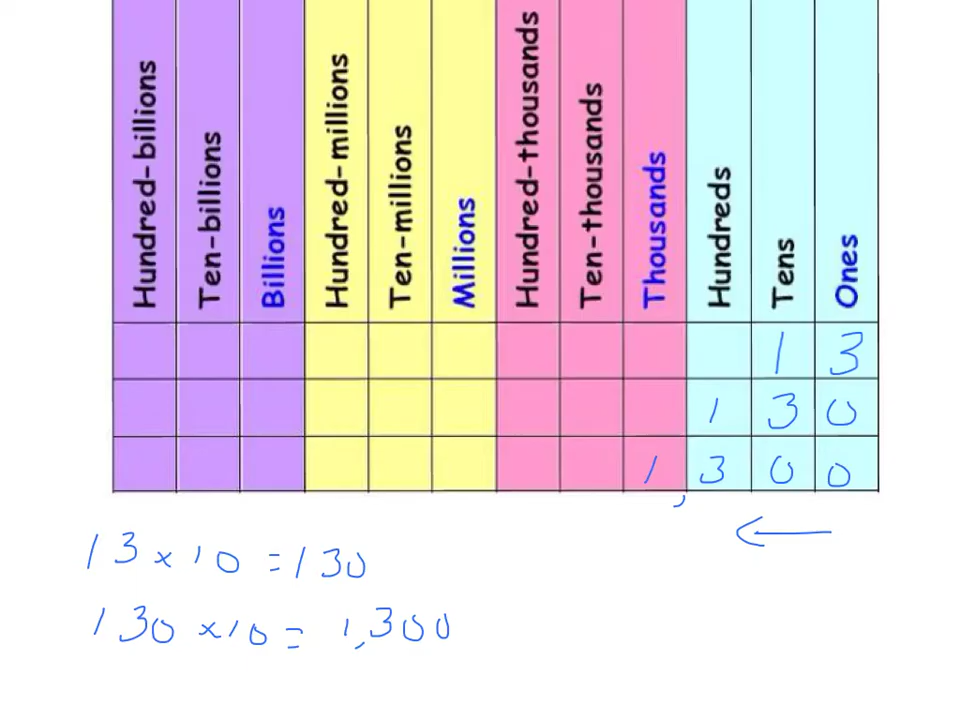 Hundred-billions Ten-billions Billions Hundred-millions Ten-millions Millions Hundred-thousands Ten-thousands Thousands Hundreds Tens Ones
1 3
1 3 0
1, 3 0 0
13 × 10 = 130
130 × 10 = 1,300